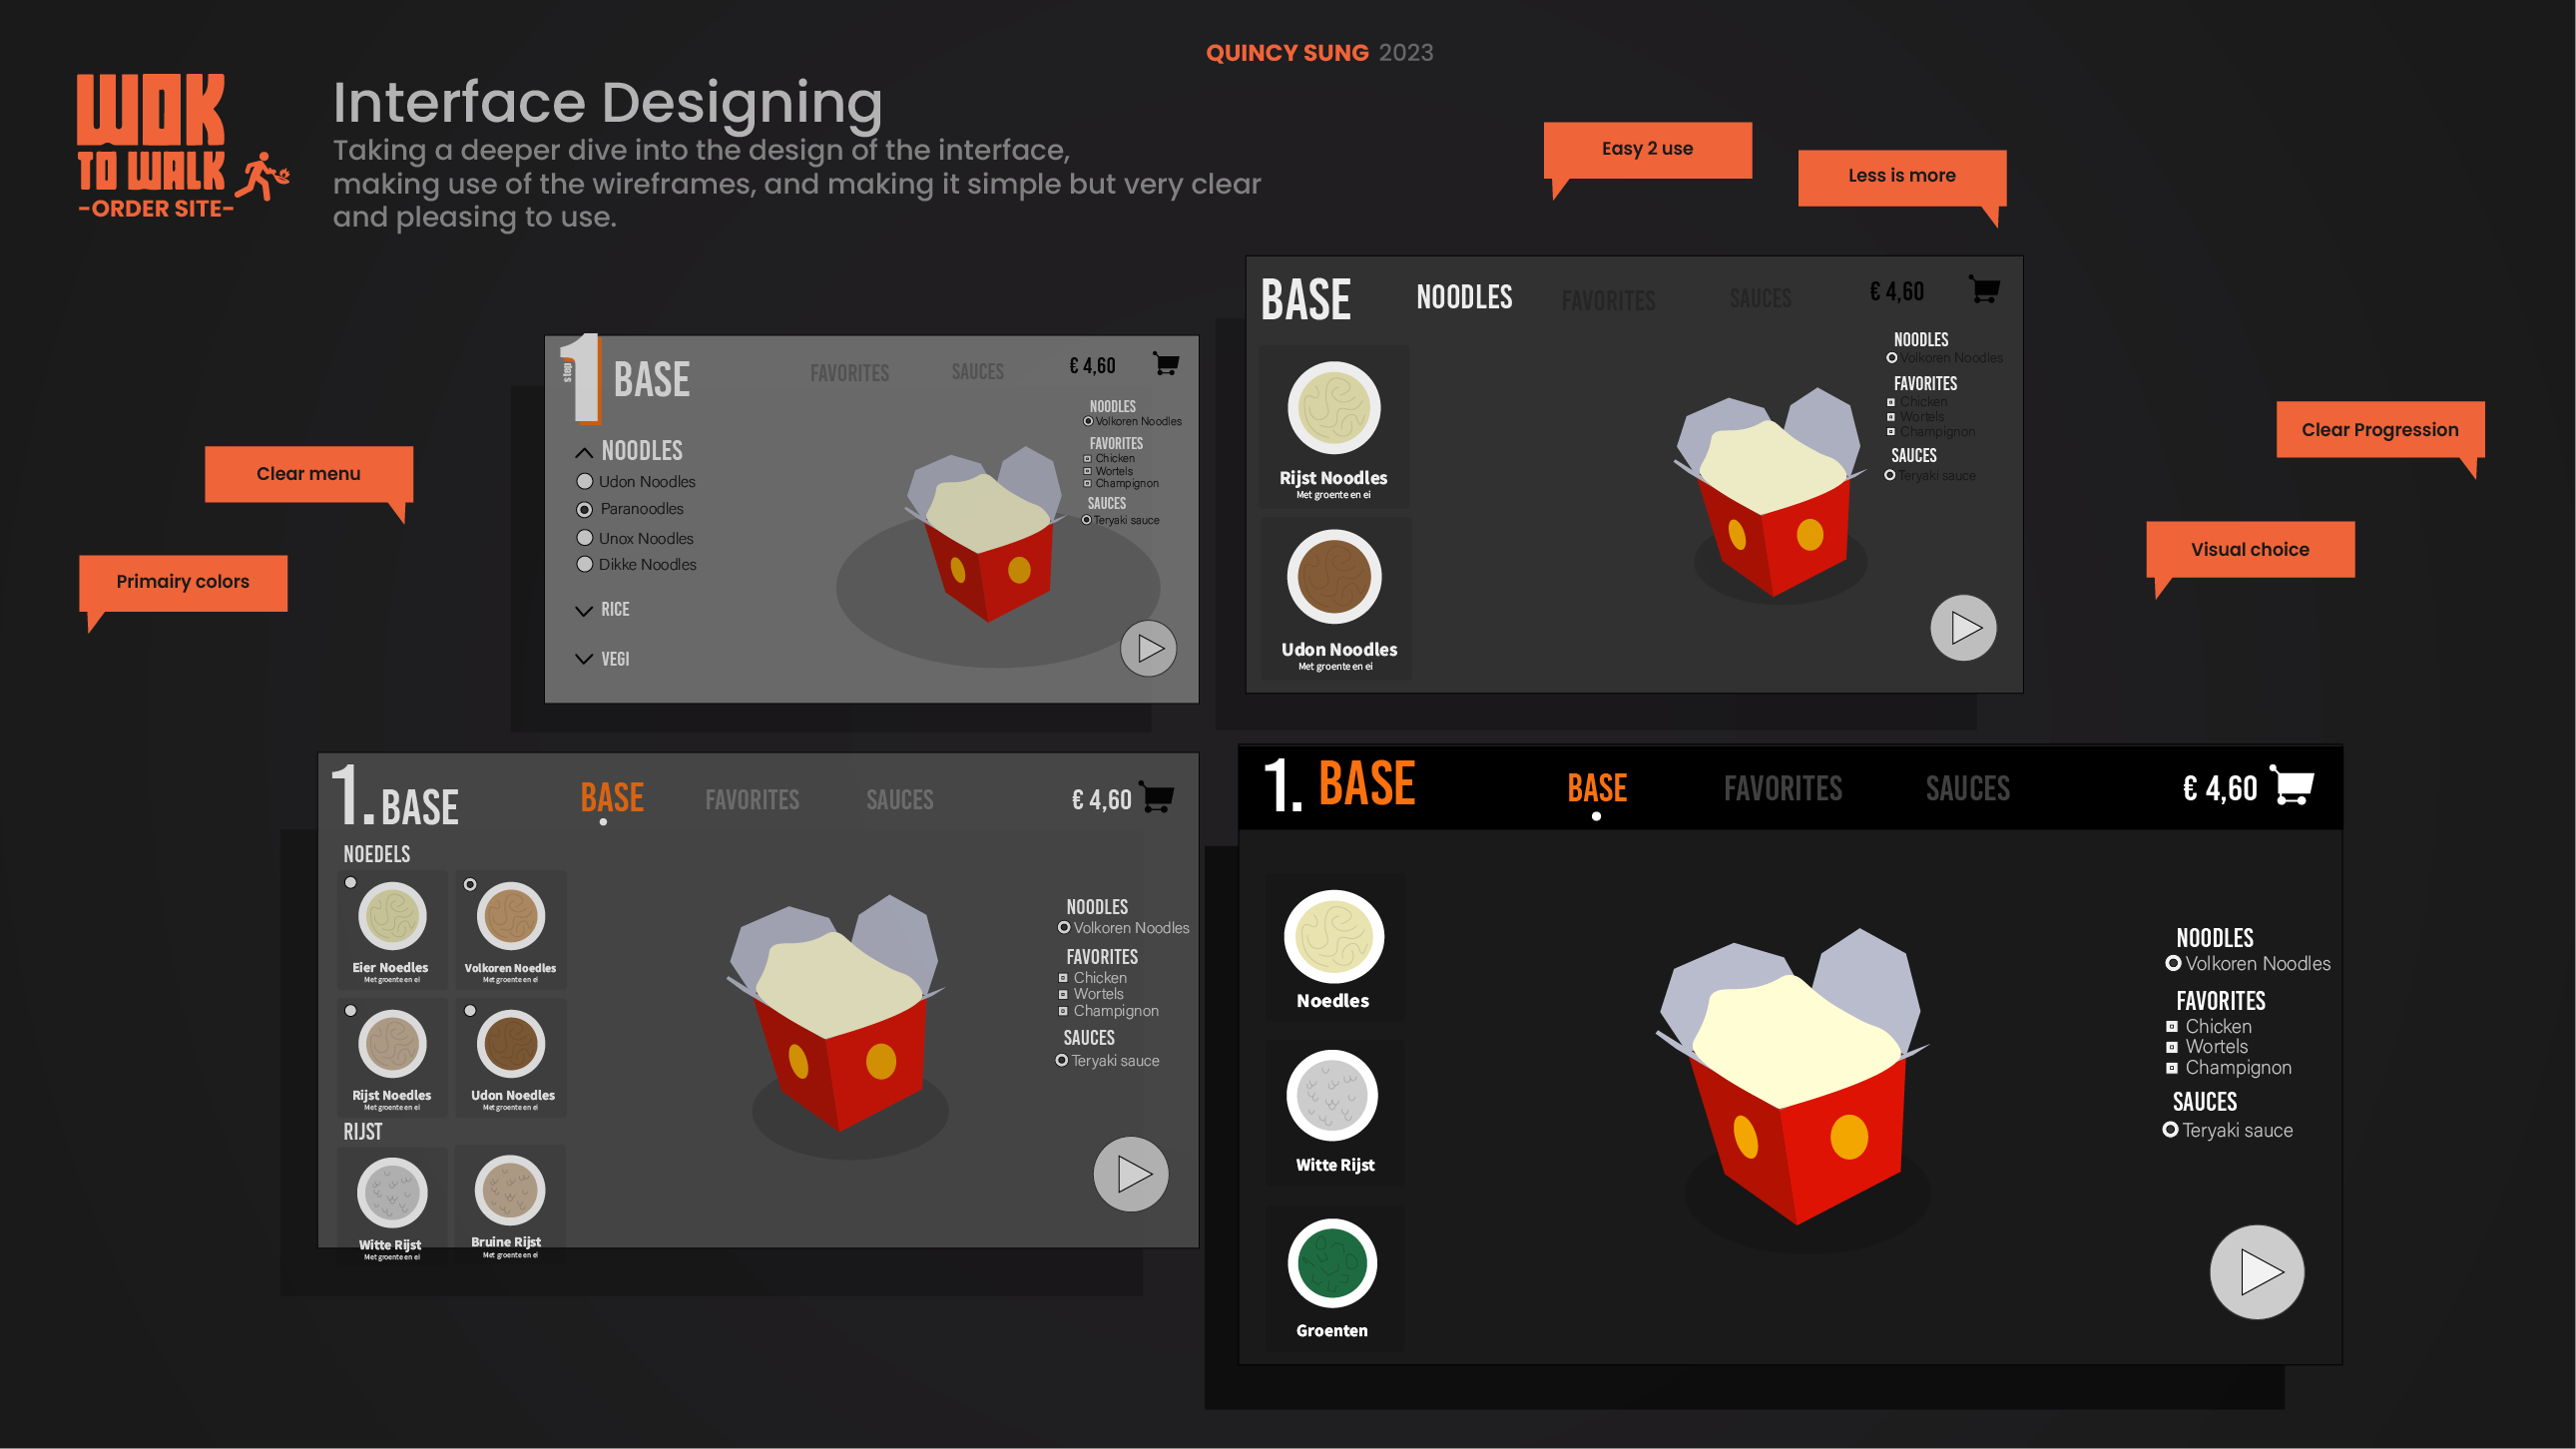 QUINCY SUNG 2023
WOK
TO WALK
-ORDER SITE-
Interface Designing
Taking a deeper dive into the design of the interface,
making use of the wireframes, and making it simple but very clear
and pleasing to use.
Easy 2 use
Less is more
Clear menu
Primairy colors
Clear Progression
Visual choice
step
1
BASE
FAVORITES
SAUCES
€ 4,60
NOODLES
Udon Noodles
Paranoodles
Unox Noodles
Dikke Noodles
RICE
VEGI
NOODLES
Volkoren Noodles
FAVORITES
Chicken
Wortels
Champignon
SAUCES
Teryaki sauce
BASE
NOODLES
FAVORITES
SAUCES
€ 4,60
Rijst Noodles
Met groente en ei
Udon Noodles
Met groente en ei
NOODLES
Volkoren Noodles
FAVORITES
Chicken
Wortels
Champignon
SAUCES
Teryaki sauce
1. BASE
BASE
FAVORITES
SAUCES
€ 4,60
NOEDELS
Eier Noedles
Met groente en ei
Volkoren Noedles
Met groente en ei
Rijst Noedles
Met groente en ei
Udon Noedles
Met groente en ei
RIJST
Witte Rijst
Met groente en ei
Bruine Rijst
Met groente en ei
NOODLES
Volkoren Noodles
FAVORITES
Chicken
Wortels
Champignon
SAUCES
Teryaki sauce
1. BASE
BASE
FAVORITES
SAUCES
€ 4,60
Noedles
Witte Rijst
Groenten
NOODLES
Volkoren Noodles
FAVORITES
Chicken
Wortels
Champignon
SAUCES
Teryaki sauce